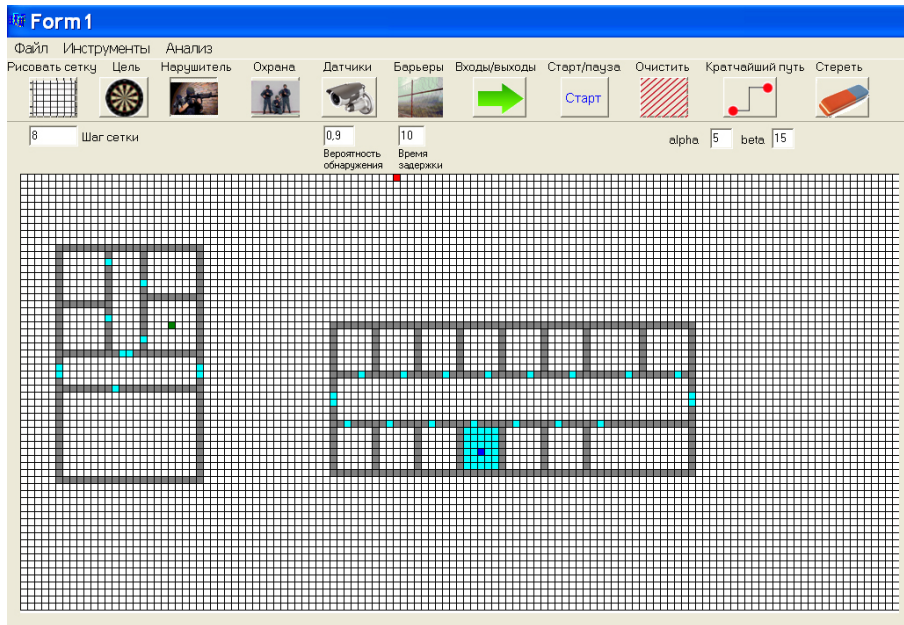 Form1
Файл Инструменты Анализ
Рисовать сетку Цель Нарушитель Охрана Датчики Барьеры Входы/выходы Старт/пауза Очистить Кратчайший путь Стереть
Старт
8 Шаг сетки 0,9 10 alpha 5 beta 15
Вероятность обнаружения Время задержки